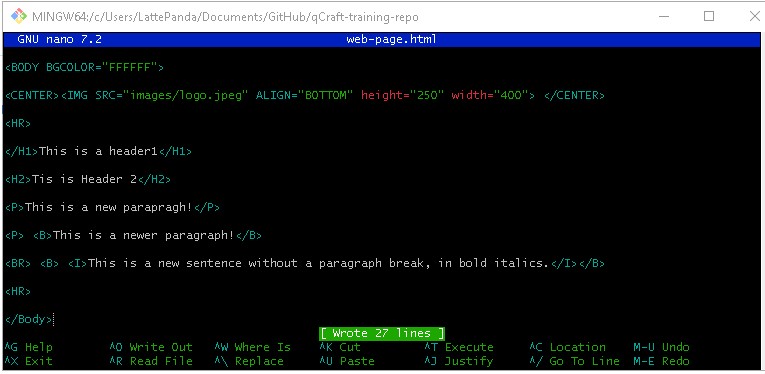 MINGW64:/c/Users/LattePanda/Documents/GitHub/qCraft-training-repo
GNU nano 7.2 web-page.html
<BODY BGCOLOR="FFFFFF">
<CENTER><IMG SRC="images/logo.jpeg" ALIGN="BOTTOM" height="250" width="400"> </CENTER>
<HR>
</H1>This is a header1</H1>
<H2>Tis is Header 2</H2>
<P>This is a new parapragh!</P>
<P> <B>This is a newer paragraph!</B>
<BR> <B> <I>This is a new sentence without a paragraph break, in bold italics.</I></B>
<HR>
</Body>
[ Wrote 27 lines ]
^G Help ^O Write Out ^W Where Is ^K Cut ^T Execute ^C Location M-U Undo
^X Exit ^R Read File ^\ Replace ^U Paste ^J Justify ^/ Go To Line M-E Redo